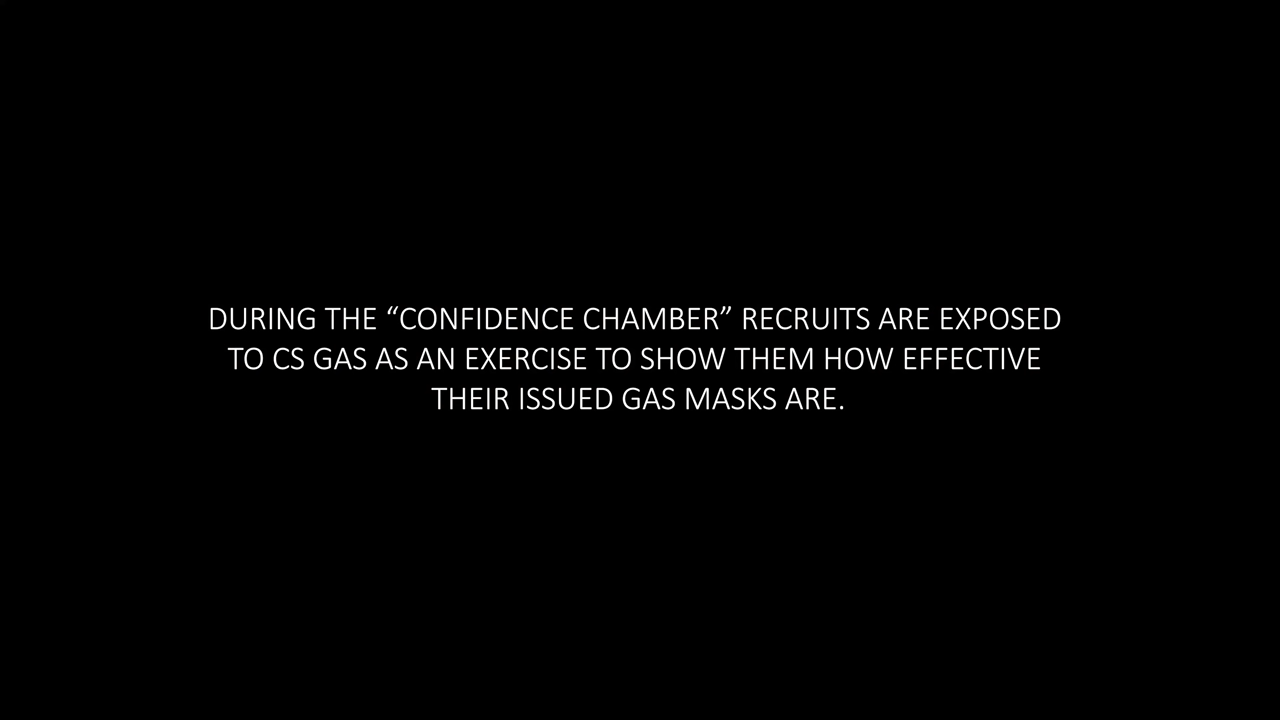 DURING THE “CONFIDENCE CHAMBER” RECRUITS ARE EXPOSED
TO CS GAS AS AN EXERCISE TO SHOW THEM HOW EFFECTIVE
THEIR ISSUED GAS MASKS ARE.